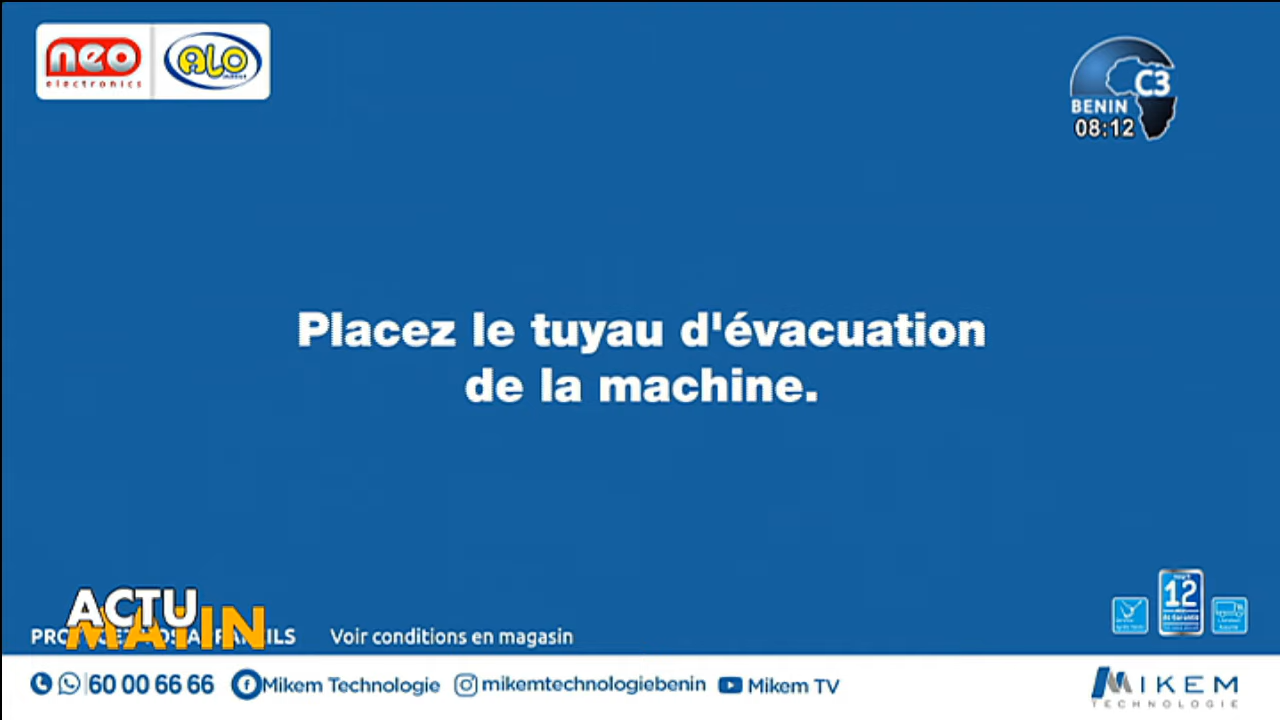 neo
electronics
ALO
C3
BENIN
08:12
Placez le tuyau d'évacuation
de la machine.
ACTU
MATIN
Voir conditions en magasin
12
60 00 66 66
Mikem Technologie
mikemtechnologiebenin
Mikem TV
MIKEM
TECHNOLOGIE